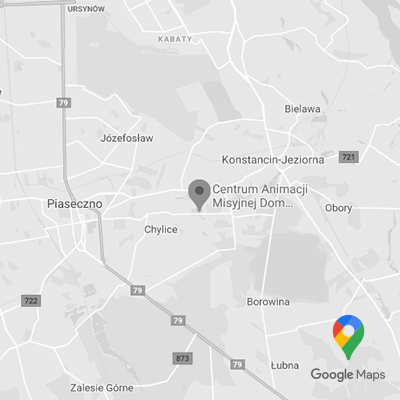 URSYNÓW
KABATY
79
Bielawa
Józefosław
Konstancin-Jeziorna
721
Centrum Animacji
Misyjnej Dom...
Piaseczno
Obory
Chylice
722
79
Borowina
79
873
Łubna
Zalesie Górne
Google Maps